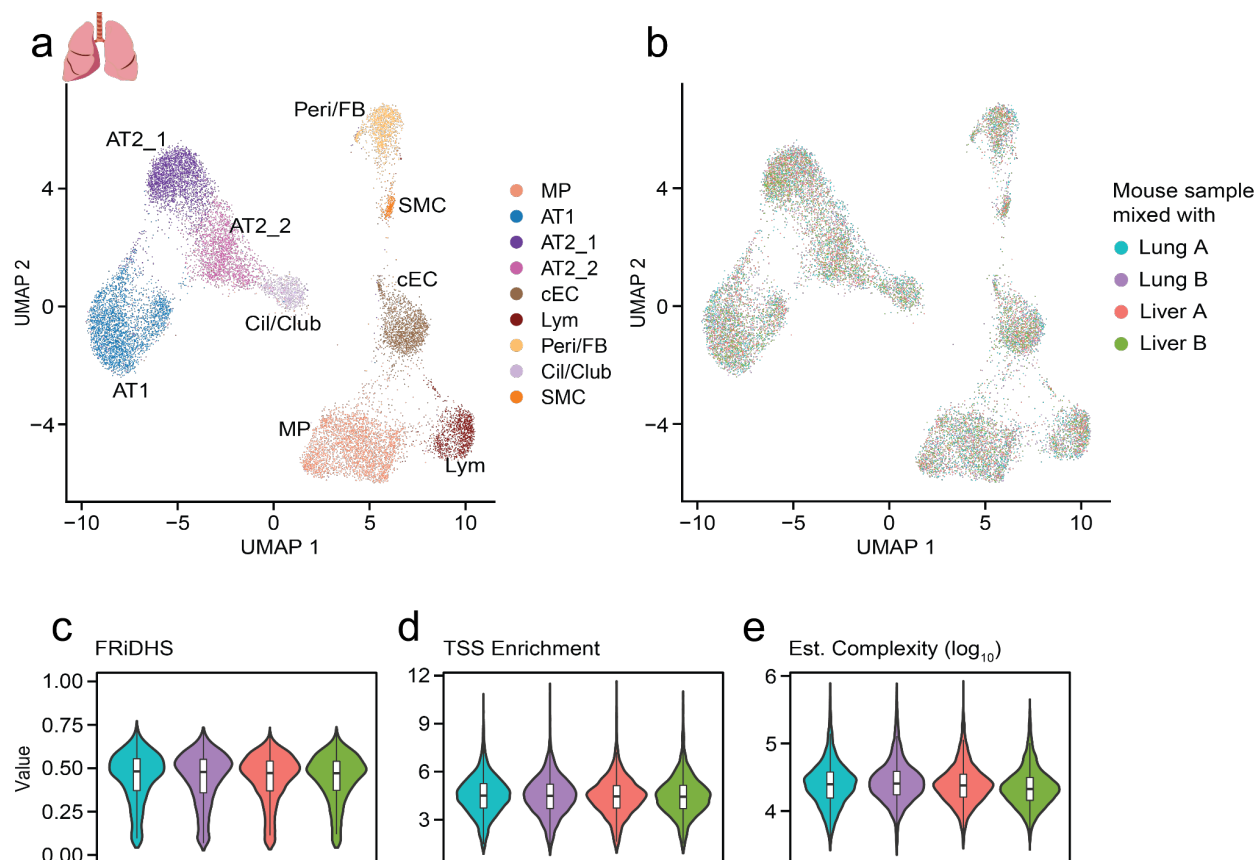 a
b
Peri/FB
AT2_1
SMC
AT2_2
cEC
Cil/Club
AT1
MP
Lym
4
0
−4
UMAP 2
−10
−5
0
5
10
UMAP 1
MP
AT1
AT2_1
AT2_2
cEC
Lym
Peri/FB
Cil/Club
SMC
4
0
−4
UMAP 2
−10
−5
0
5
10
UMAP 1
Mouse sample
mixed with
Lung A
Lung B
Liver A
Liver B
c
FRiDHS
1.00
0.75
0.50
0.25
0.00
Value
d
TSS Enrichment
12
9
6
3
e
Est. Complexity (log10)
6
5
4